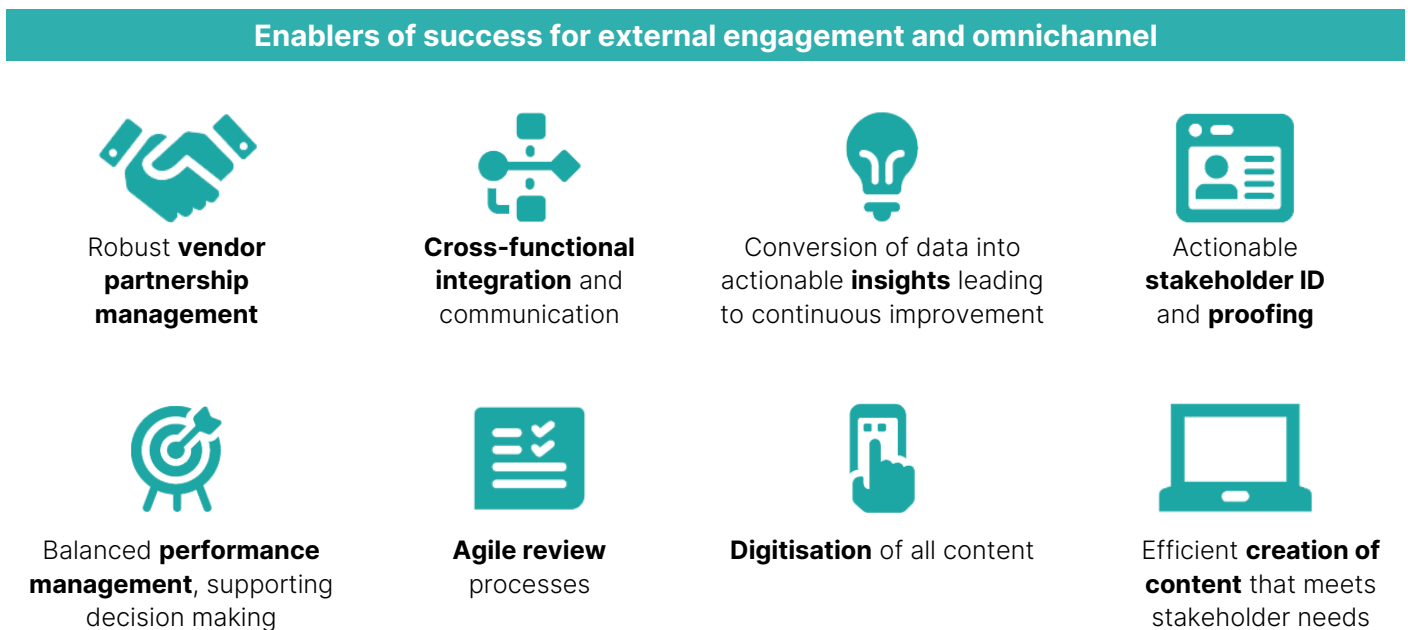 Enablers of success for external engagement and omnichannel
Robust vendor
partnership
management
Cross-functional
integration and
communication
Conversion of data into
actionable insights leading
to continuous improvement
Actionable
stakeholder ID
and proofing
Balanced performance
management, supporting
decision making
Agile review
processes
Digitisation of all content
Efficient creation of
content that meets
stakeholder needs